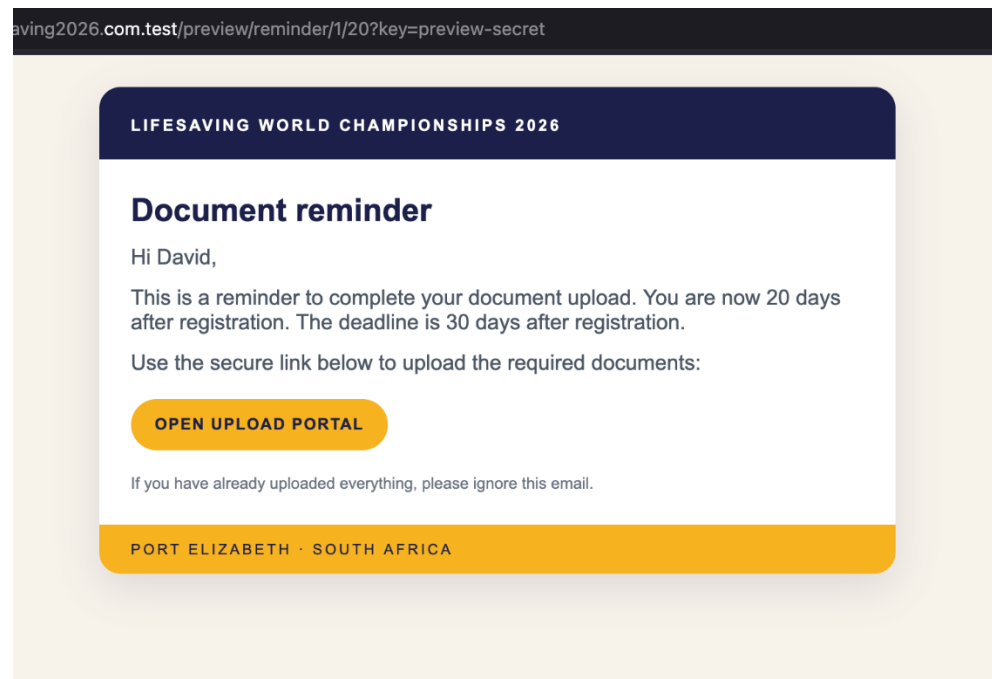 aving2026.com.test/preview/reminder/1/20?key=preview-secret
LIFESAVING WORLD CHAMPIONSHIPS 2026
Document reminder
Hi David,
This is a reminder to complete your document upload. You are now 20 days
after registration. The deadline is 30 days after registration.
Use the secure link below to upload the required documents:
OPEN UPLOAD PORTAL
If you have already uploaded everything, please ignore this email.
PORT ELIZABETH · SOUTH AFRICA